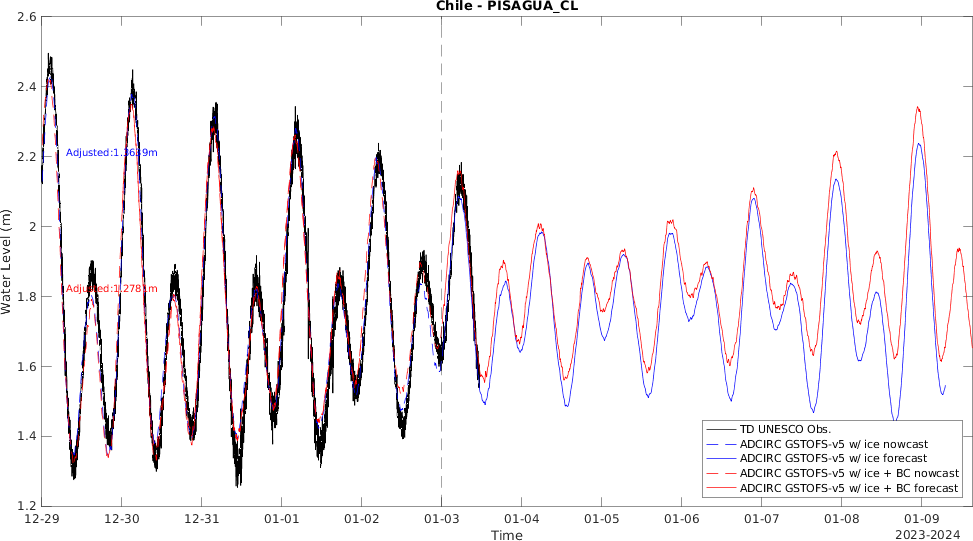 Chile - PISAGUA_CL
2.6
2.4
2.2
2
1.8
1.6
1.4
1.2
Water Level (m)
Adjusted:1.3639m
12-29
12-30
12-31
01-01
01-02
01-03
01-04
01-05
01-06
01-07
01-08
01-09
2023-2024
Time
TD UNESCO Obs.
ADCIRC GSTOFS-v5 w/ ice nowcast
ADCIRC GSTOFS-v5 w/ ice forecast
ADCIRC GSTOFS-v5 w/ ice + BC nowcast
ADCIRC GSTOFS-v5 w/ ice + BC forecast